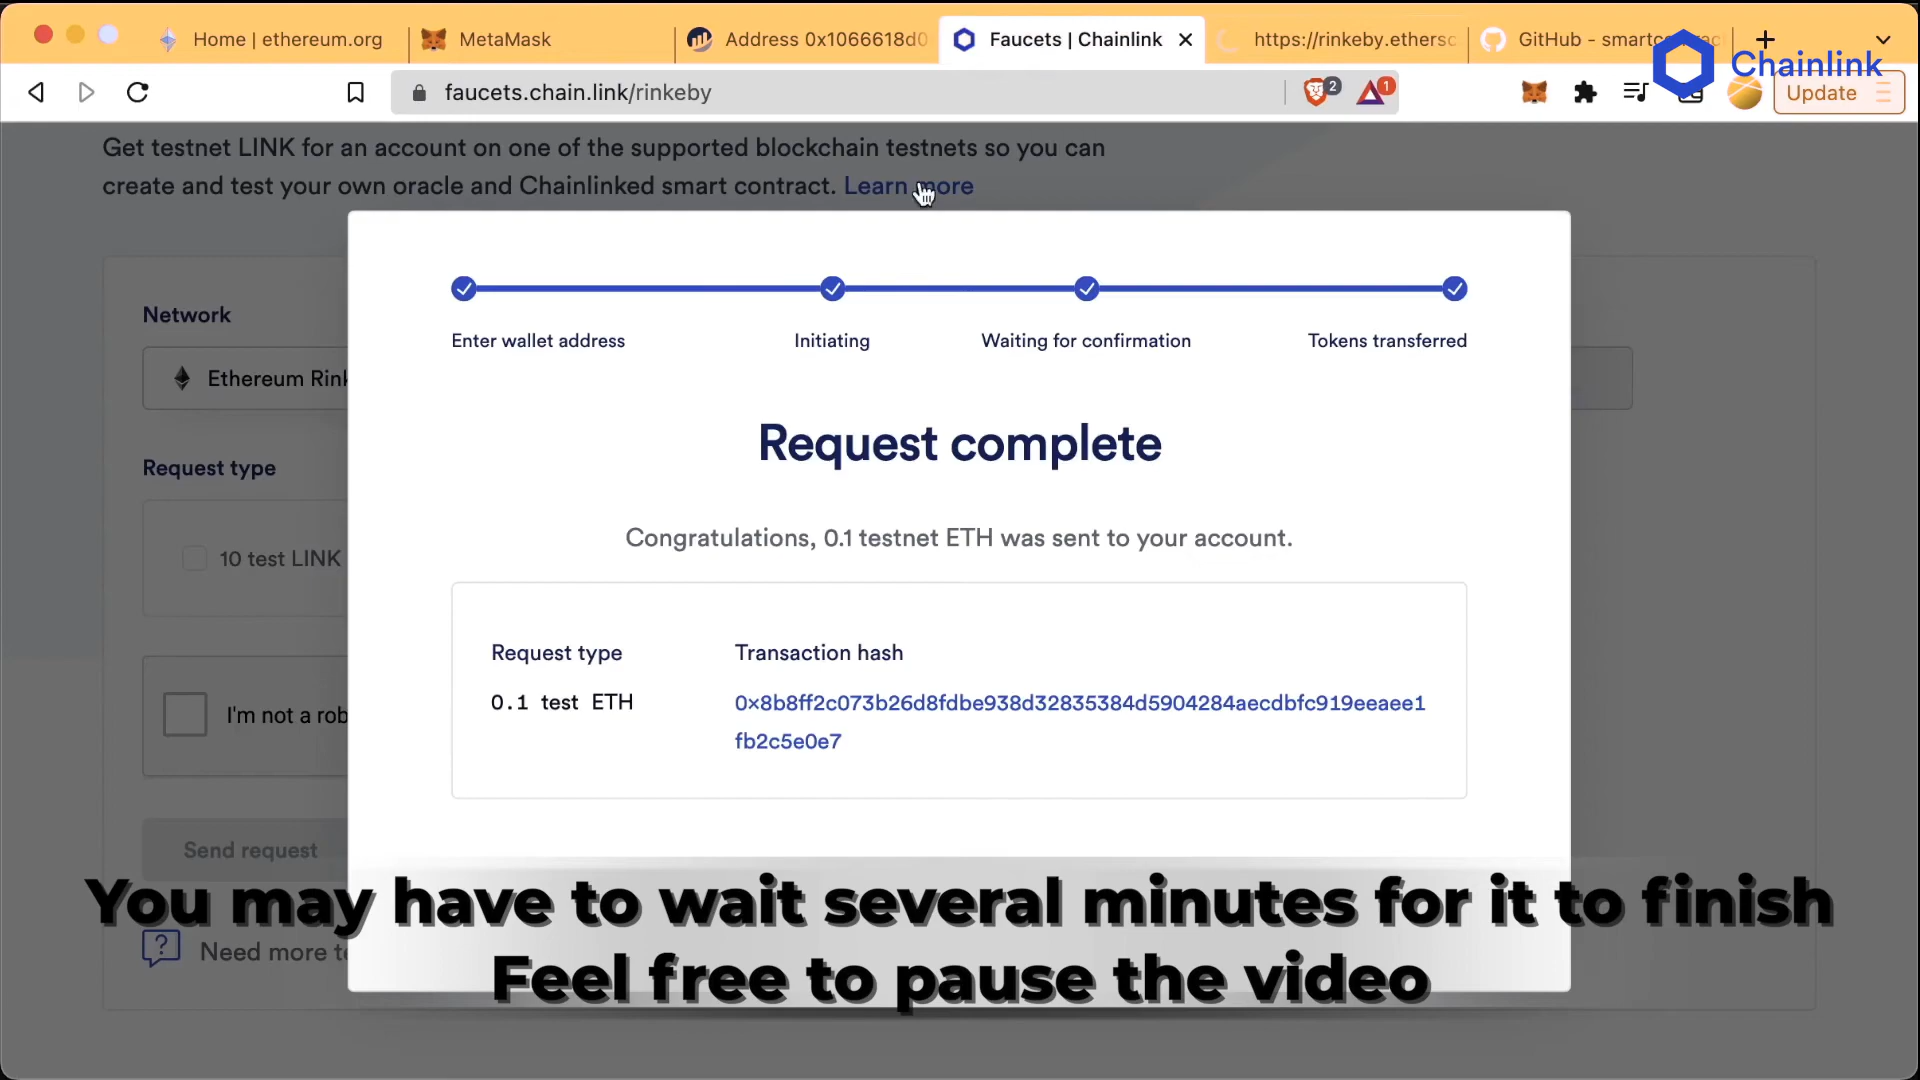 Home | ethereum.org
MetaMask
Address 0x1066618d0
Faucets | Chainlink
https://rinkeby.ethersc
GitHub -
Chainlink
faucets.chain.link/rinkeby
2
1
Update
Get testnet LINK for an account on one of the supported blockchain testnets so you can
create and test your own oracle and Chainlinked smart contract. Learn more
Enter wallet address
Initiating
Waiting for confirmation
Tokens transferred
Network
Ethereum Rink
Request complete
Request type
Congratulations, 0.1 testnet ETH was sent to your account.
10 test LINK
Request type
Transaction hash
0.1 test ETH
0x8b8ff2c073b26d8fdbe938d32835384d5904284aecdbfc919eeaee1
fb2c5e0e7
I'm not a rob
Send request
You may have to wait several minutes for it to finish
Need more te
Feel free to pause the video